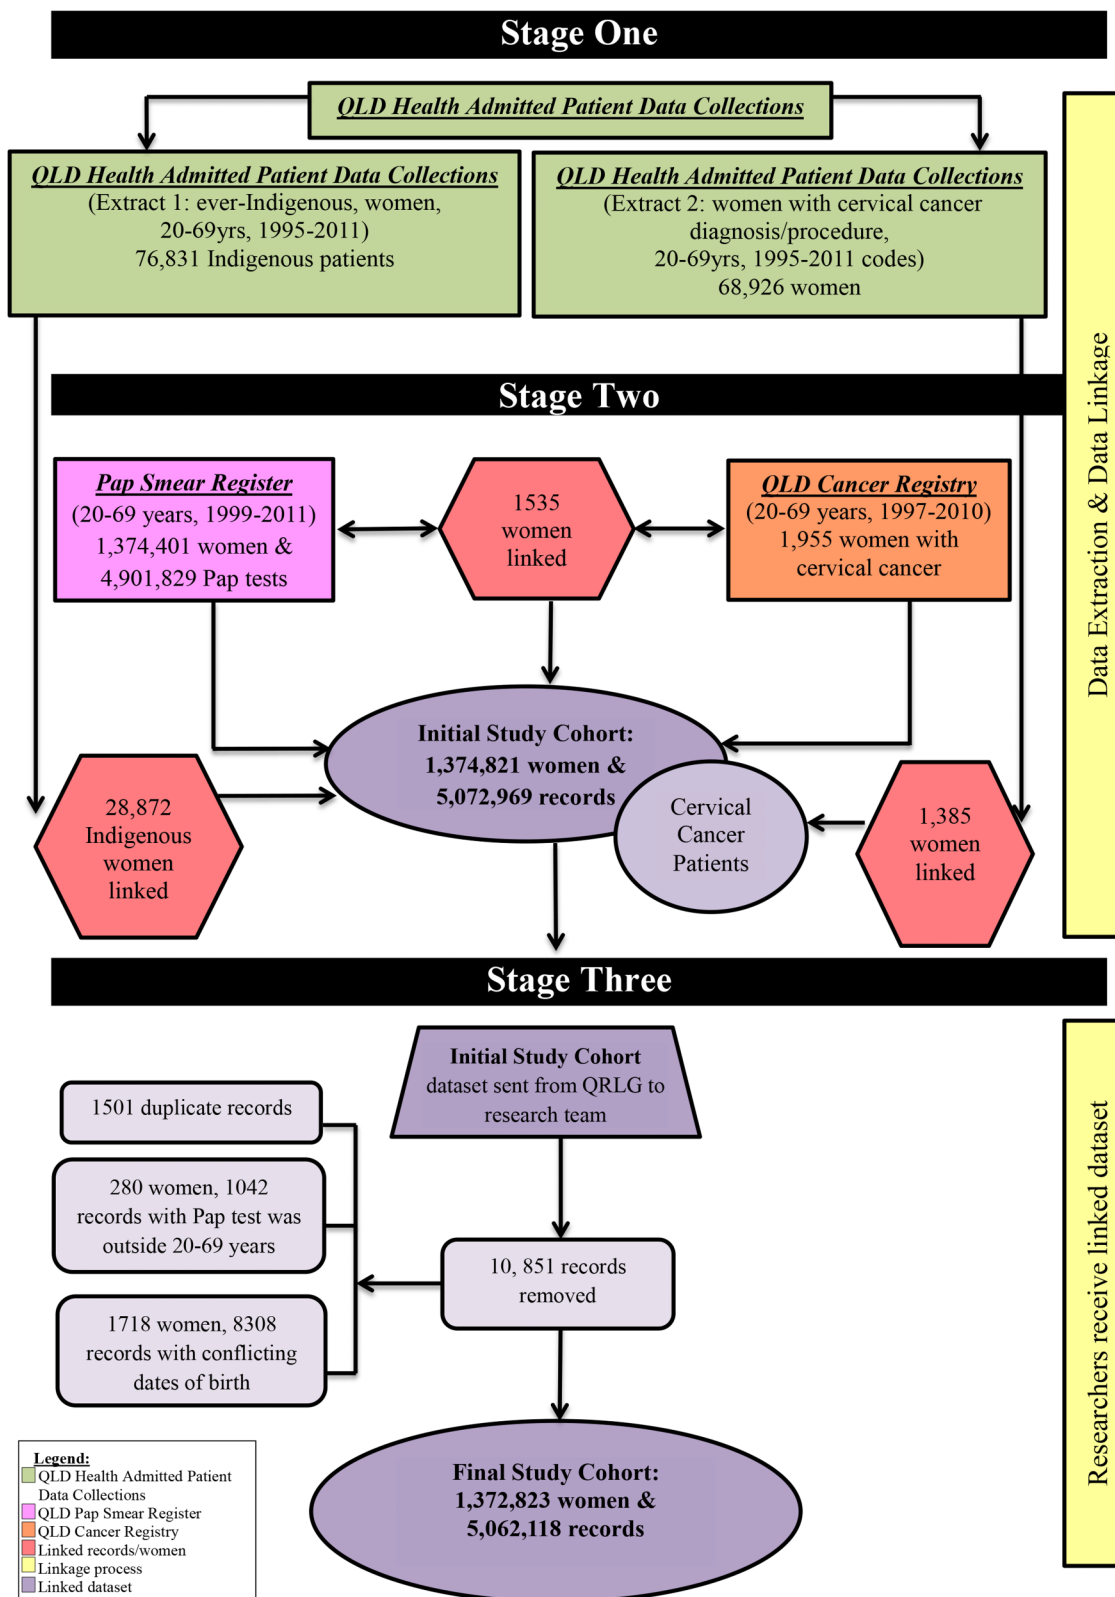 Stage One
QLD Health Admitted Patient Data Collections
QLD Health Admitted Patient Data Collections
(Extract 1: ever-Indigenous, women,
20-69yrs, 1995-2011)
76,831 Indigenous patients
QLD Health Admitted Patient Data Collections
(Extract 2: women with cervical cancer
diagnosis/procedure,
20-69yrs, 1995-2011 codes)
68,926 women
Data Extraction & Data Linkage
Stage Two
Pap Smear Register
(20-69 years, 1999-2011)
1,374,401 women &
4,901,829 Pap tests
1535
women
linked
QLD Cancer Registry
(20-69 years, 1997-2010)
1,955 women with
cervical cancer
Initial Study Cohort:
1,374,821 women &
5,072,969 records
28,872
Indigenous
women
linked
Cervical
Cancer
Patients
1,385
women
linked
Stage Three
Initial Study Cohort
dataset sent from QRLG to
research team
1501 duplicate records
280 women, 1042
records with Pap test was
outside 20-69 years
10, 851 records
removed
1718 women, 8308
records with conflicting
dates of birth
Researchers receive linked dataset
Final Study Cohort:
1,372,823 women &
5,062,118 records
Legend:
QLD Health Admitted Patient
Data Collections
QLD Pap Smear Register
QLD Cancer Registry
Linked records/women
Linkage process
Linked dataset